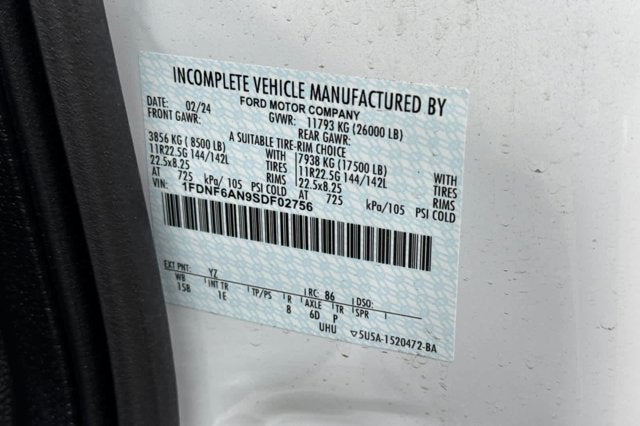 INCOMPLETE VEHICLE MANUFACTURED BY
FORD MOTOR COMPANY
DATE: 02/24 GVWR: 11793 KG (26000 LB)
FRONT GAWR: REAR GAWR:
A SUITABLE TIRE-RIM CHOICE
3856 KG ( 8500 LB) WITH 7938 KG (17500 LB) WITH
11R22.5G 144/142L TIRES 11R22.5G 144/142L TIRES
22.5x8.25 RIMS 22.5x8.25 RIMS
AT 725 kPa/105 PSI COLD AT 725 kPa/105 PSI COLD
VIN: 1FDNF6AN9SDF02756
EXT PNT: YZ RC: 86 DSO:
WB INT TR TP/PS R AXLE TR SPR
158 1E B 6D P
UHU ▽5U5A-1520472-BA